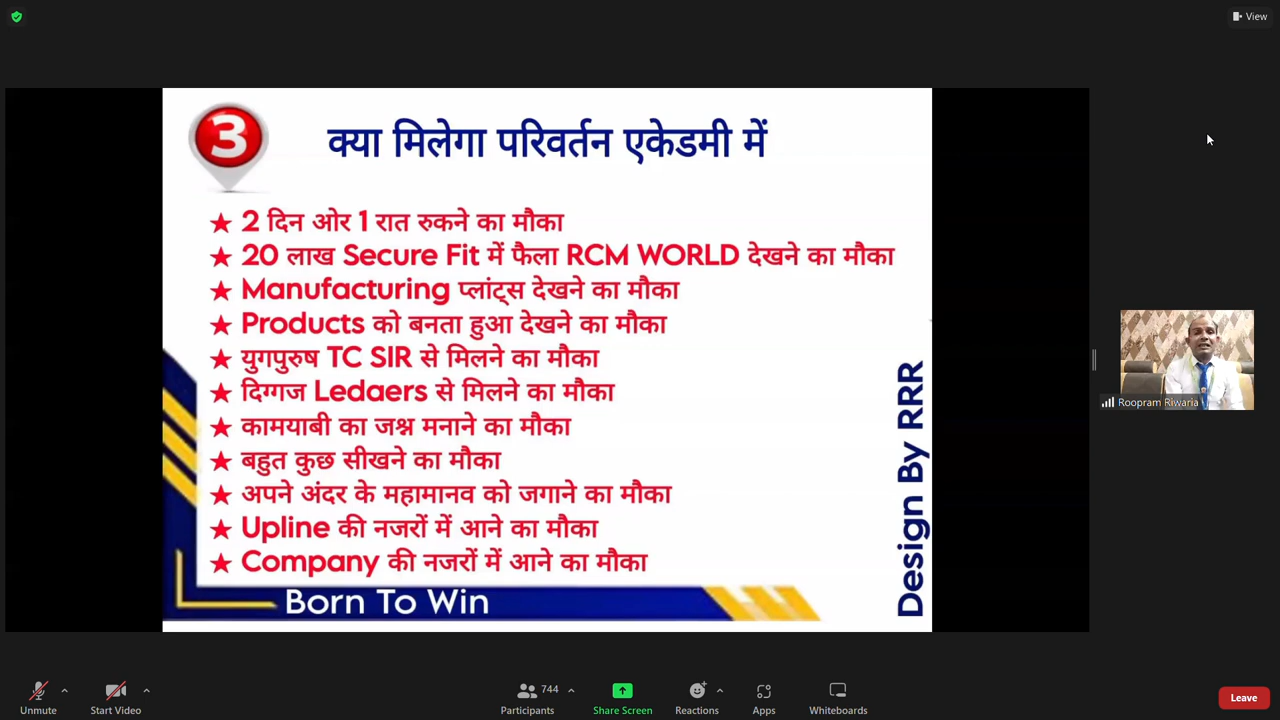 View
3
क्या मिलेगा परिवर्तन एकेडमी में
★ 2 दिन ओर 1 रात रुकने का मौका
★ 20 लाख Secure Fit में फैला RCM WORLD देखने का मौका
★ Manufacturing प्लांट्स देखने का मौका
★ Products को बनता हुआ देखने का मौका
★ युगपुरुष TC SIR से मिलने का मौका
★ दिग्गज Ledaers से मिलने का मौका
★ कामयाबी का जश्न मनाने का मौका
★ बहुत कुछ सीखने का मौका
★ अपने अंदर के महामानव को जगाने का मौका
★ Upline की नजरों में आने का मौका
★ Company की नजरों में आने का मौका
Born To Win
Design By RRR
Roopram Riwaria
Unmute
Start Video
744
Participants
Share Screen
Reactions
Apps
Whiteboards
Leave